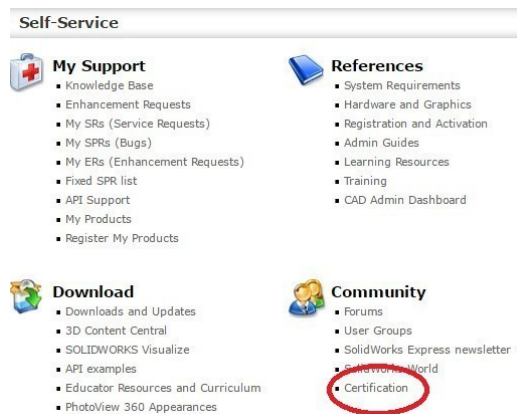 Self-Service
My Support
Knowledge Base
Enhancement Requests
My SRs (Service Requests)
My SPRs (Bugs)
My ERs (Enhancement Requests)
Fixed SPR list
API Support
My Products
Register My Products
References
System Requirements
Hardware and Graphics
Registration and Activation
Admin Guides
Learning Resources
Training
CAD Admin Dashboard
Download
Downloads and Updates
3D Content Central
SOLIDWORKS Visualize
API examples
Educator Resources and Curriculum
PhotoView 360 Appearances
Community
Forums
User Groups
SolidWorks Express newsletter
SolidWorks World
Certification